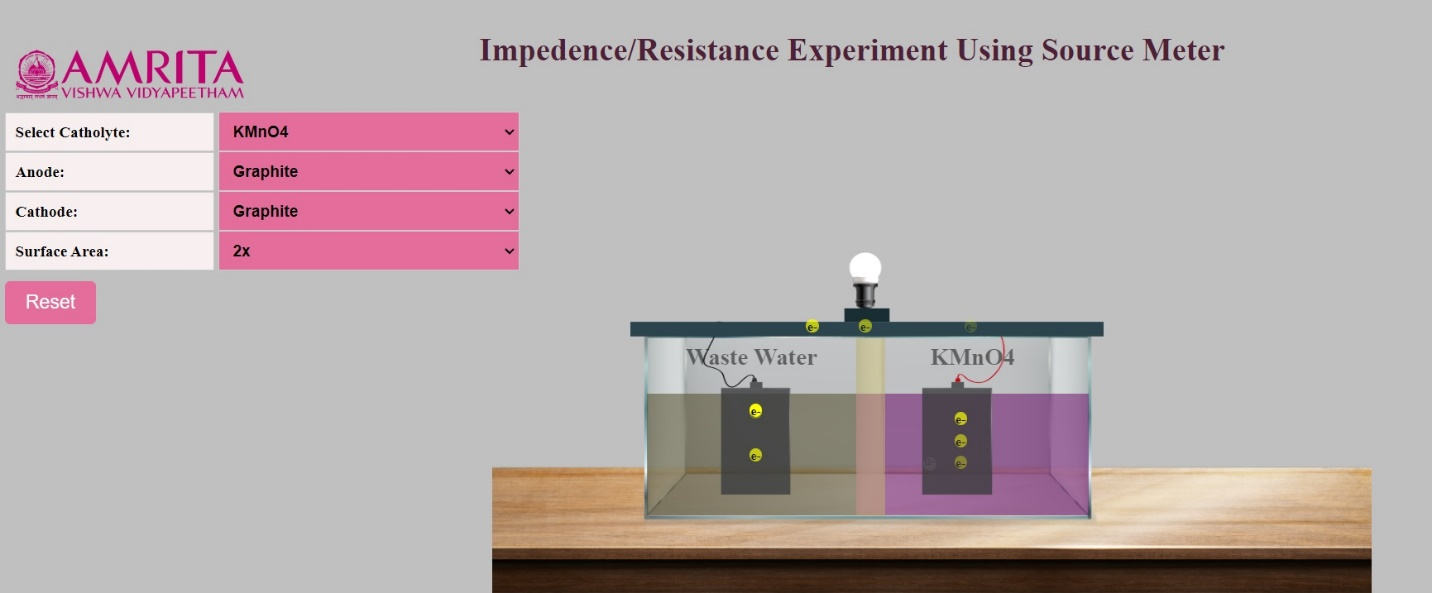 Impedence/Resistance Experiment Using Source Meter
AMRITA
VISHWA VIDYAPEETHAM
Select Catholyte: KMnO4
Anode: Graphite
Cathode: Graphite
Surface Area: 2x
Reset
e- e- e-
Waste Water KMnO4
e- e-
e- e-
e-